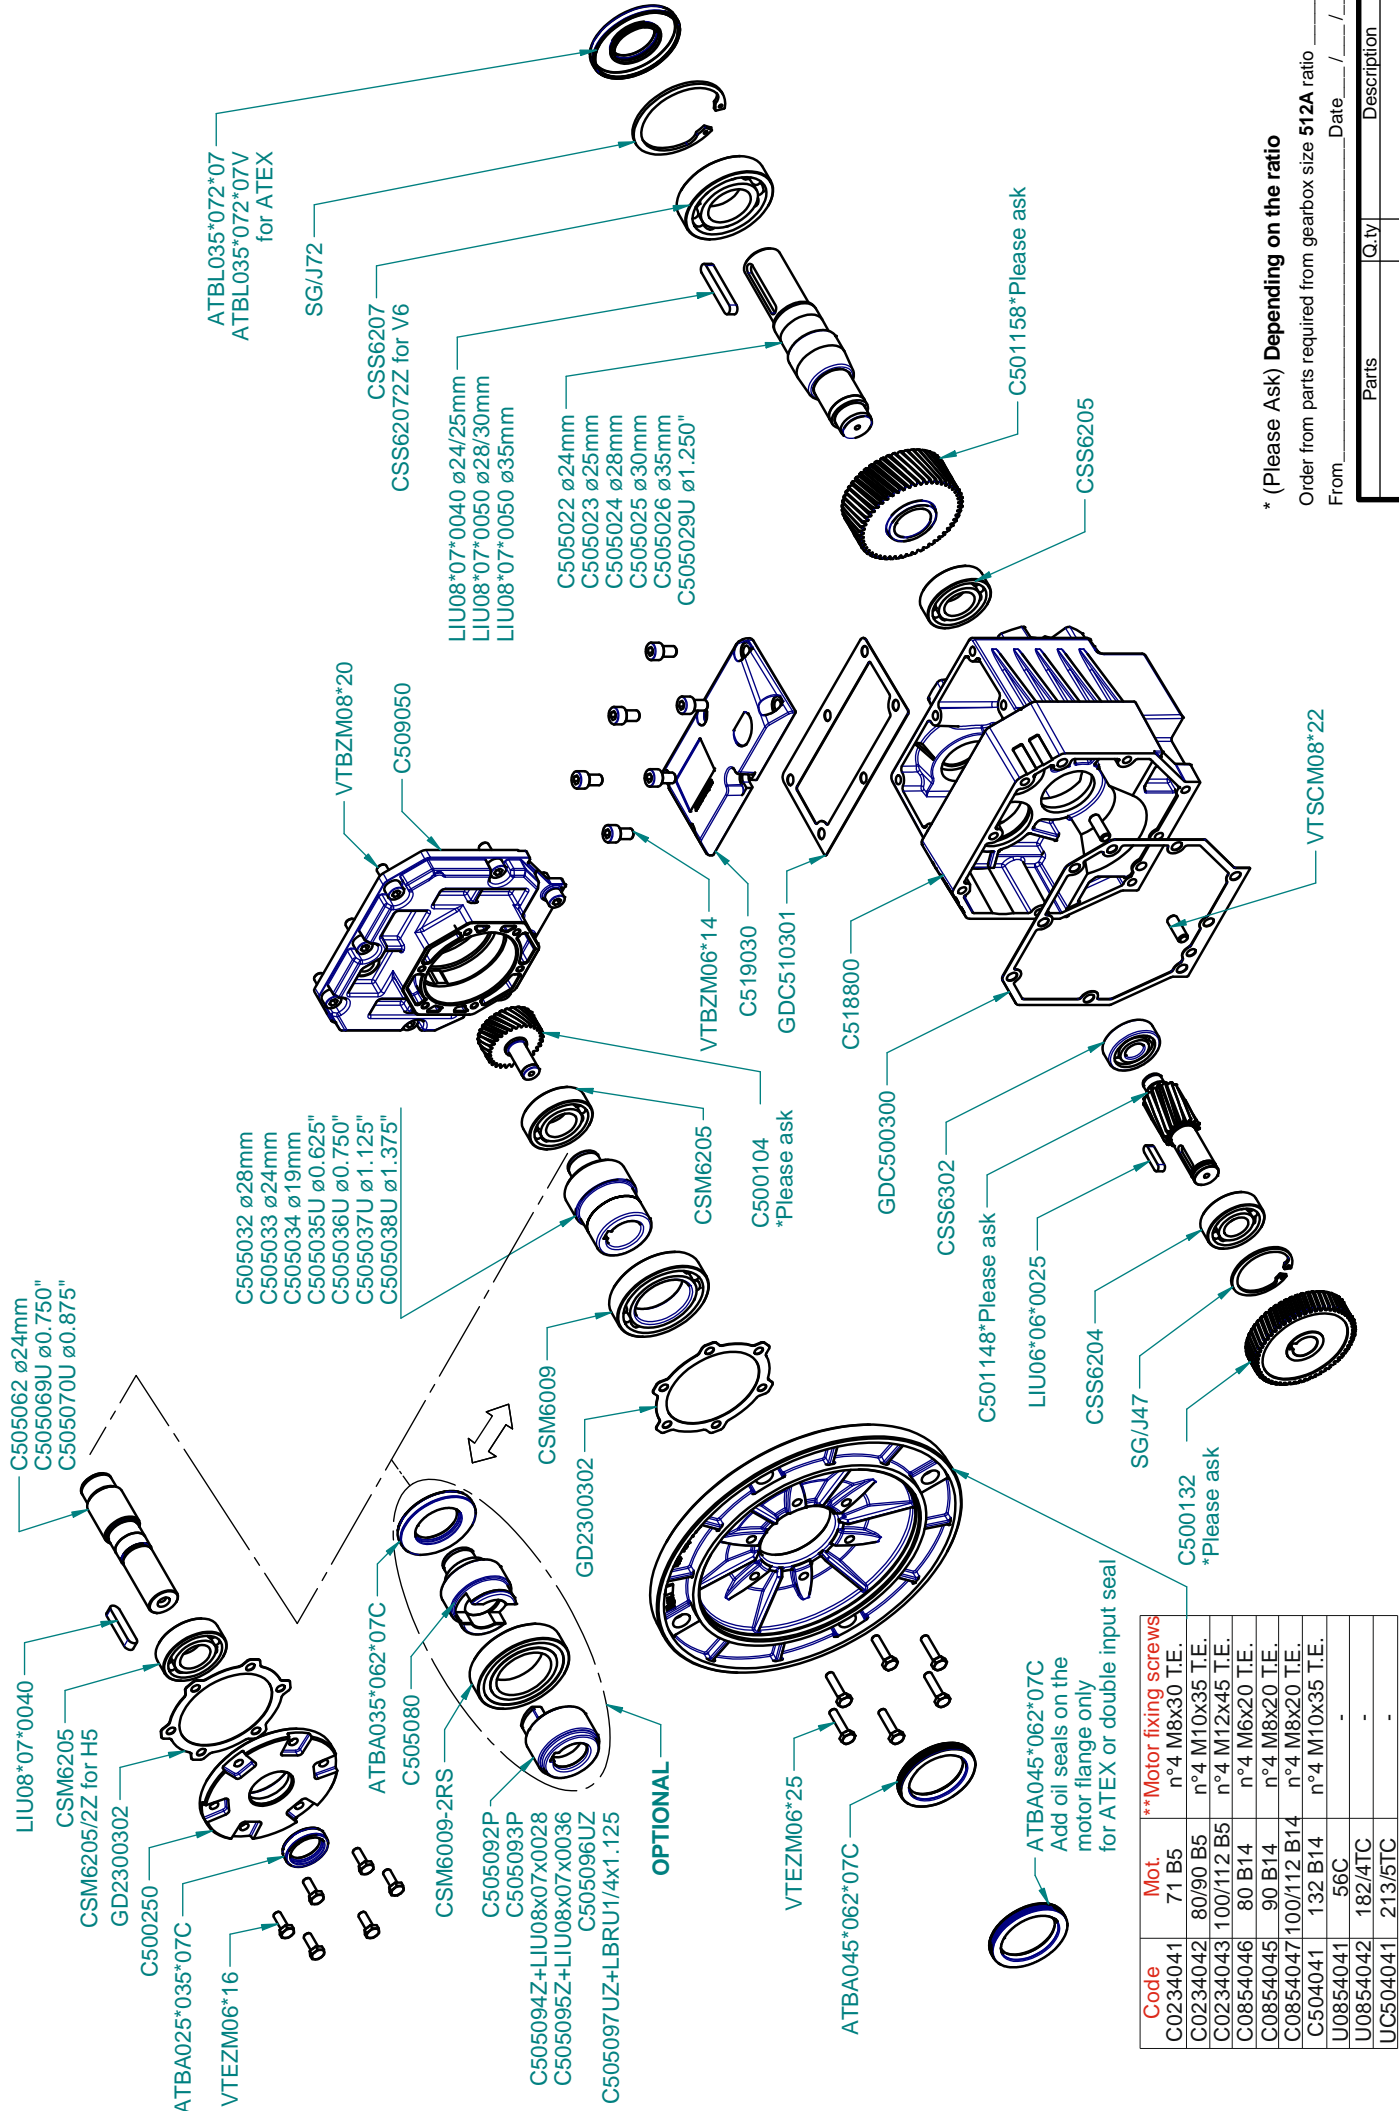 ATBL035*072*07
ATBL035*072*07V
for ATEX
SG/J72
CSS6207
CSS62072Z for V6
LIU08*07*0040 ø24/25mm
LIU08*07*0050 ø28/30mm
LIU08*07*0050 ø35mm
C505022 ø24mm
C505023 ø25mm
C505024 ø28mm
C505025 ø30mm
C505026 ø35mm
C505029U ø1.250"
C501158*Please ask
CSS6205
VTBZM08*20
C509050
VTBZM06*14
C519030
GDC510301
C518800
VTSCM08*22
GDC500300
CSS6302
C501148*Please ask
LIU06*06*0025
CSS6204
SG/J47
C500132
*Please ask
C505032 ø28mm
C505033 ø24mm
C505034 ø19mm
C505035U ø0.625"
C505036U ø0.750"
C505037U ø1.125"
C505038U ø1.375"
CSM6205
C500104
*Please ask
CSM6009
GD2300302
C505062 ø24mm
C505069U ø0.750"
C505070U ø0.875"
LIU08*07*0040
CSM6205
CSM6205/2Z for H5
GD2300302
C500250
ATBA025*035*07C
VTEZM06*16
ATBA035*062*07C
C505080
CSM6009-2RS
C505092P
C505093P
C505094Z+LIU08x07x0028
C505095Z+LIU08x07x0036
C505096UZ
C505097UZ+LBRU1/4x1.125
OPTIONAL
VTEZM06*25
ATBA045*062*07C
ATBA045*062*07C
Add oil seals on the
motor flange only
for ATEX or double input seal
Code Mot. **Motor fixing screws
C0234041 71 B5 n°4 M8x30 T.E.
C0234042 80/90 B5 n°4 M10x35 T.E.
C0234043 100/112 B5 n°4 M12x45 T.E.
C0854046 80 B14 n°4 M6x20 T.E.
C0854045 90 B14 n°4 M8x20 T.E.
C0854047 100/112 B14 n°4 M8x20 T.E.
C504041 132 B14 n°4 M10x35 T.E.
U0854041 56C -
U0854042 182/4TC -
UC504041 213/5TC -
* (Please Ask) Depending on the ratio
Order from parts required from gearbox size 512A ratio
From Date / /
Parts Q.ty Description